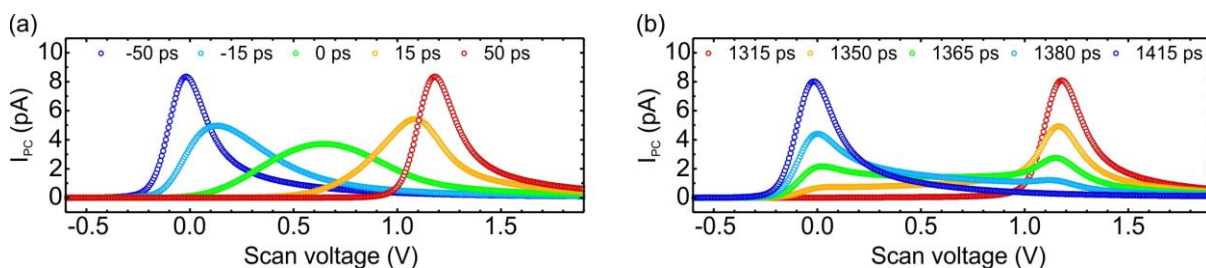 (a)
I_PC (pA)
10
8
6
4
2
0
-50 ps -15 ps 0 ps 15 ps 50 ps
-0.5 0.0 0.5 1.0 1.5
Scan voltage (V)
(b)
I_PC (pA)
10
8
6
4
2
0
1315 ps 1350 ps 1365 ps 1380 ps 1415 ps
-0.5 0.0 0.5 1.0 1.5
Scan voltage (V)